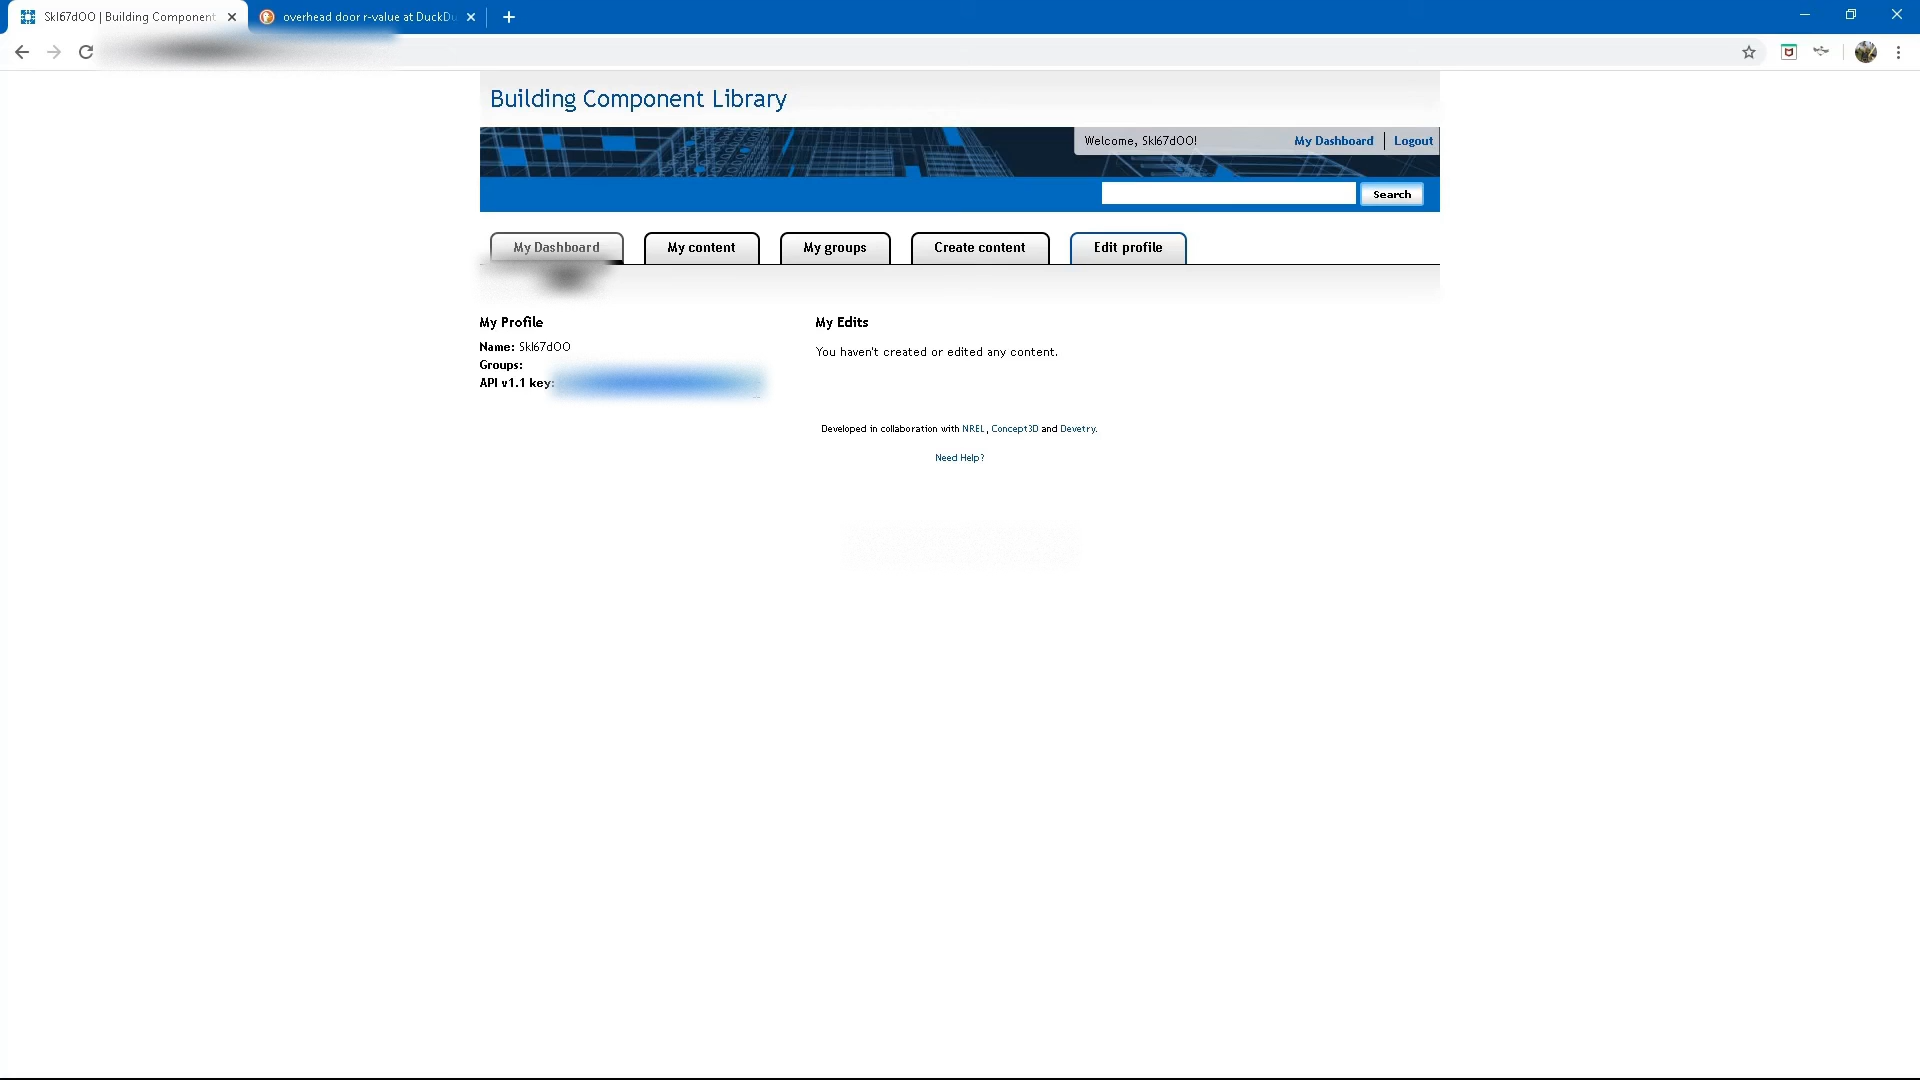 Skl67dOO | Building Component
overhead door r-value at DuckDu
Building Component Library
Welcome, Skl67dOO!
My Dashboard
Logout
Search
My Dashboard
My content
My groups
Create content
Edit profile
My Profile
Name: Skl67dOO
Groups:
API v1.1 key:
My Edits
You haven't created or edited any content.
Developed in collaboration with NREL, Concept3D and Devetry.
Need Help?